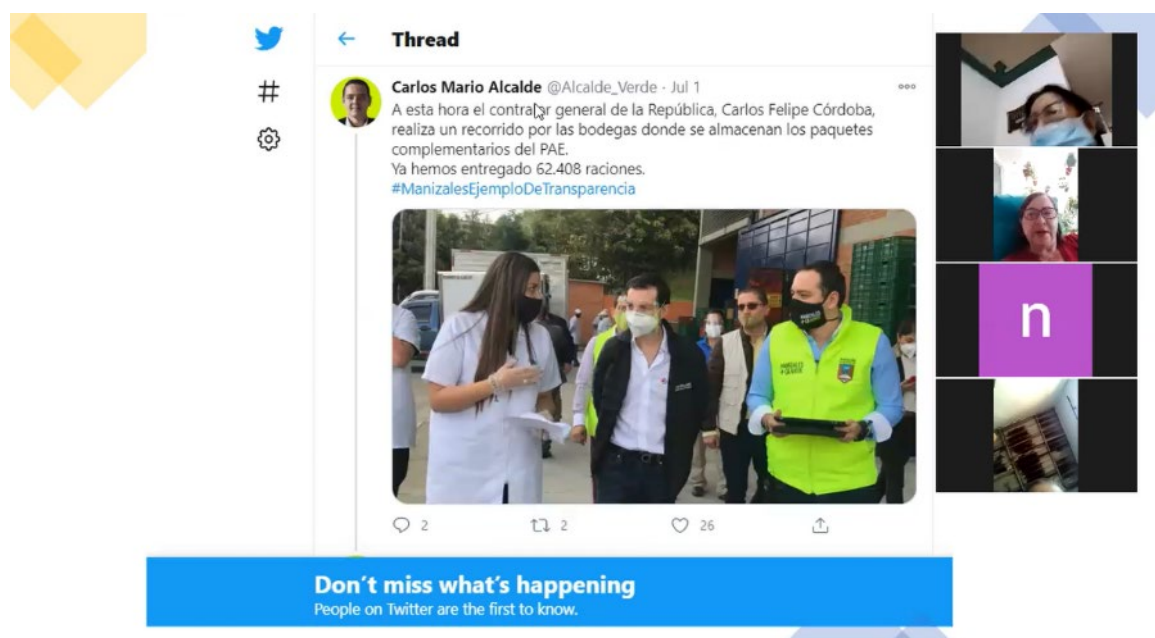 Thread
Carlos Mario Alcalde @Alcalde_Verde · Jul 1
A esta hora el contralor general de la República, Carlos Felipe Córdoba,
realiza un recorrido por las bodegas donde se almacenan los paquetes
complementarios del PAE.
Ya hemos entregado 62.408 raciones.
#ManizalesEjemploDeTransparencia
n
2
2
26
Don't miss what's happening
People on Twitter are the first to know.